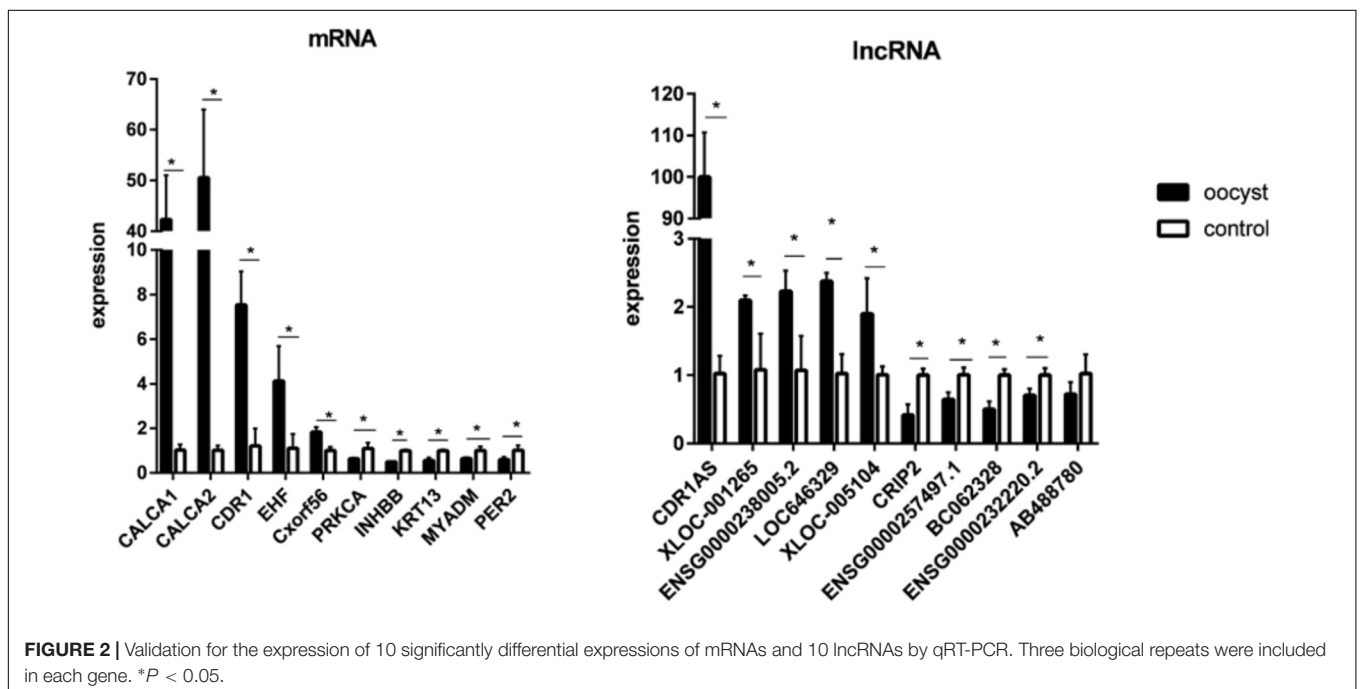 mRNA
70
60
50
40
10
8
6
4
2
0
expression
*
*
*
*
*
*
*
*
*
*
CALCA1
CALCA2
CDR1
EHF
Cxorf56
PRKCA
INHBB
KRT13
MYADM
PER2
lncRNA
120
110
100
90
3
2
1
0
expression
*
*
*
*
*
*
*
*
*
CDR1AS
XLOC-001265
ENSG0000238005.2
LOC646329
XLOC-005104
CRIP2
ENSG0000257497.1
BC062328
ENSG0000232220.2
AB488780
oocyst
control
FIGURE 2 | Validation for the expression of 10 significantly differential expressions of mRNAs and 10 lncRNAs by qRT-PCR. Three biological repeats were included
in each gene. *P < 0.05.